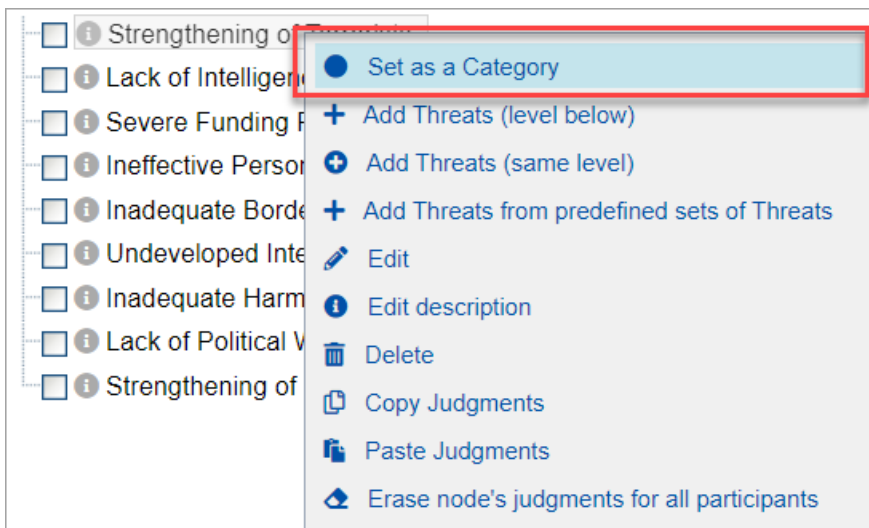 Strengthening of
Set as a Category
Lack of Intelligen
Add Threats (level below)
Severe Funding
Ineffective Person
Add Threats (same level)
Inadequate Borde
Add Threats from predefined sets of Threats
Undeveloped Inte
Edit
Inadequate Harm
Edit description
Lack of Political
Delete
Strengthening of
Copy Judgments
Paste Judgments
Erase node's judgments for all participants